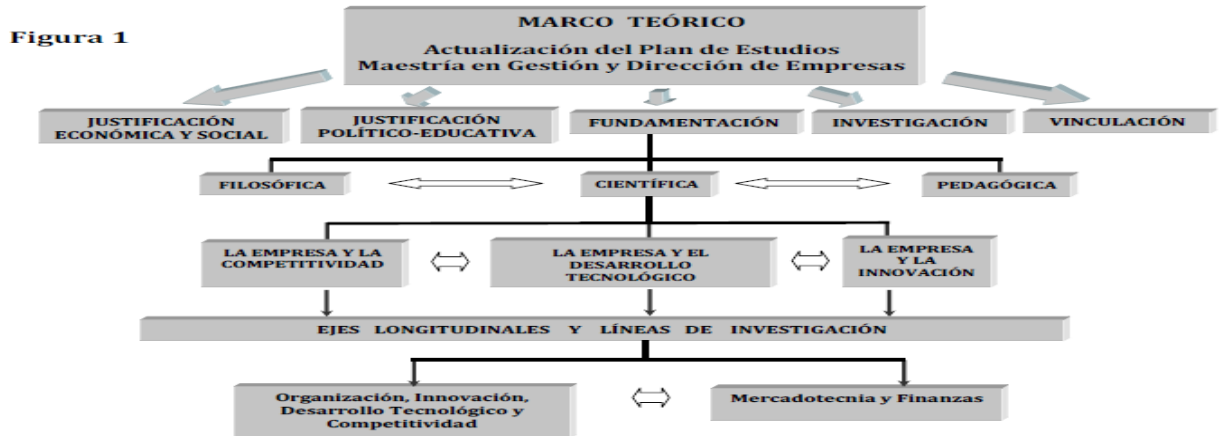 Figura 1
MARCO TEÓRICO
Actualización del Plan de Estudios
Maestría en Gestión y Dirección de Empresas
JUSTIFICACIÓN
ECONÓMICA Y SOCIAL
JUSTIFICACIÓN
POLÍTICO-EDUCATIVA
FUNDAMENTACIÓN
INVESTIGACIÓN
VINCULACIÓN
FILOSÓFICA
CIENTÍFICA
PEDAGÓGICA
LA EMPRESA Y LA
COMPETITIVIDAD
LA EMPRESA Y EL
DESARROLLO
TECNOLÓGICO
LA EMPRESA
Y LA
INNOVACIÓN
EJES LONGITUDINALES Y LÍNEAS DE INVESTIGACIÓN
Organización, Innovación,
Desarrollo Tecnológico y
Competitividad
Mercadotecnia y Finanzas